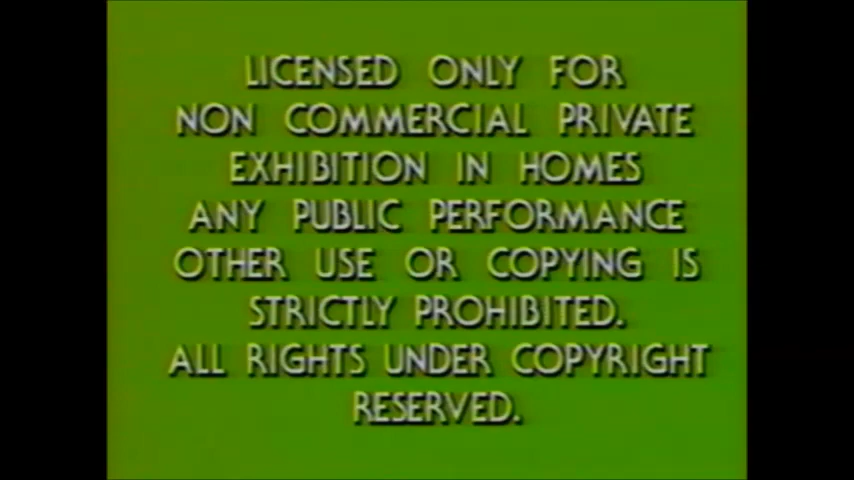 LICENSED ONLY FOR
NON COMMERCIAL PRIVATE
EXHIBITION IN HOMES
ANY PUBLIC PERFORMANCE
OTHER USE OR COPYING IS
STRICTLY PROHIBITED.
ALL RIGHTS UNDER COPYRIGHT
RESERVED.